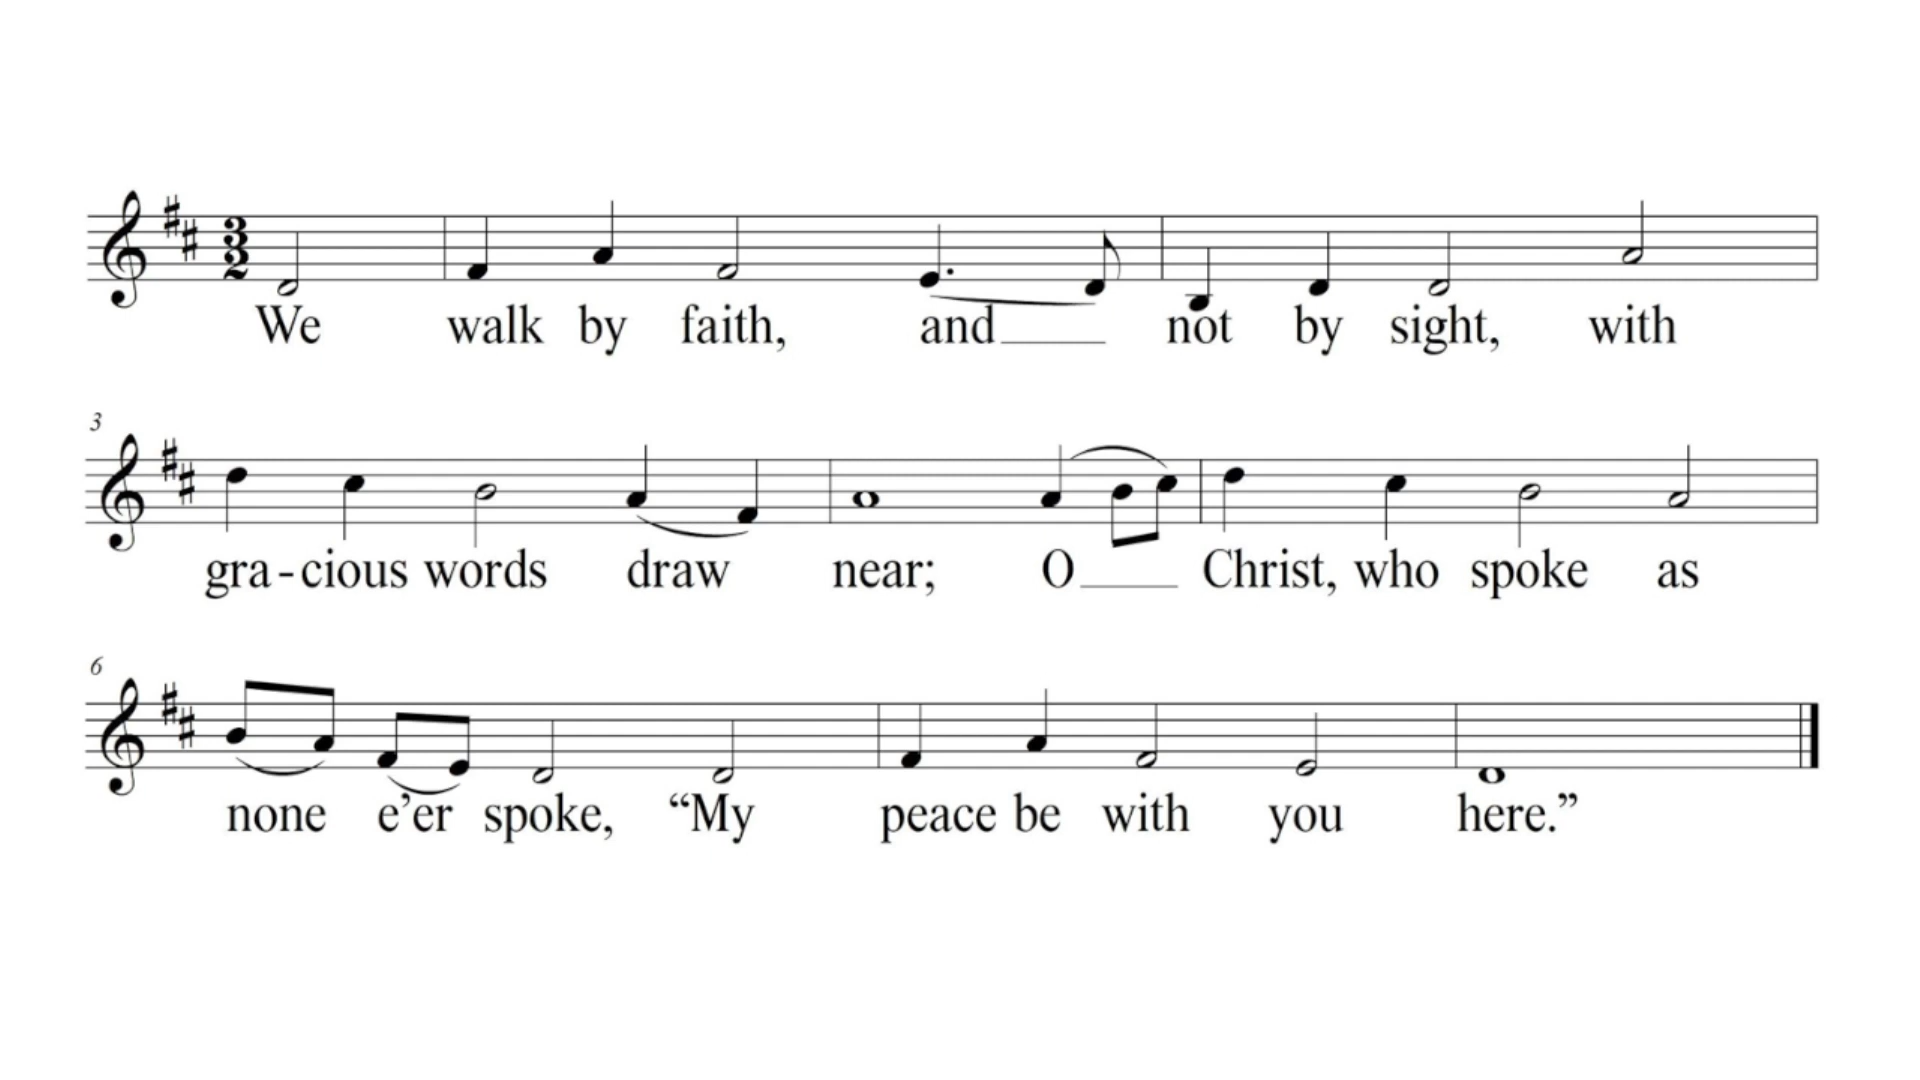 3
2
We walk by faith, and not by sight, with
3
gra-cious words draw near; O Christ, who spoke as
6
none e’er spoke, “My peace be with you here.”